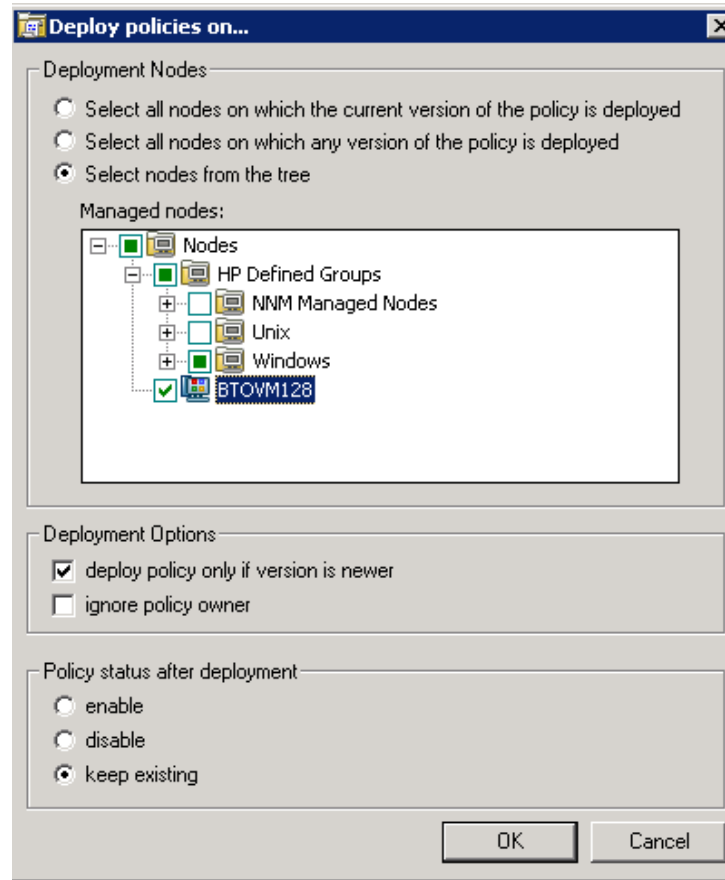 Deploy policies on...
Deployment Nodes
Select all nodes on which the current version of the policy is deployed
Select all nodes on which any version of the policy is deployed
Select nodes from the tree
Managed nodes:
Nodes
HP Defined Groups
NNM Managed Nodes
Unix
Windows
BTOVM128
Deployment Options
deploy policy only if version is newer
ignore policy owner
Policy status after deployment
enable
disable
keep existing
OK Cancel